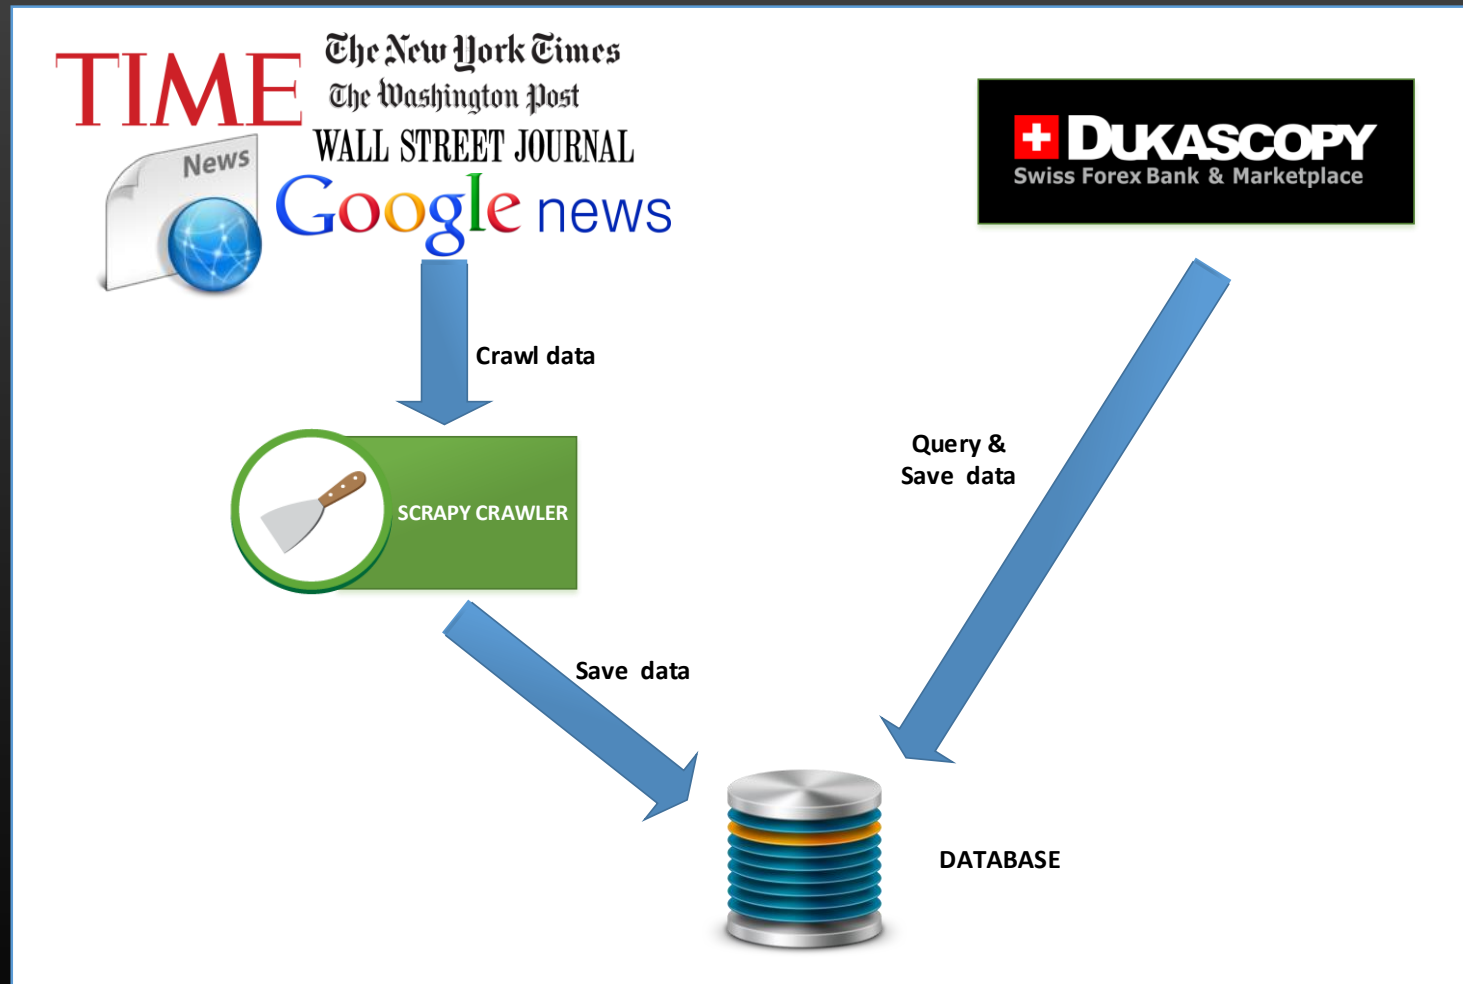 TIME
The New York Times
The Washington Post
WALL STREET JOURNAL
News
Google news
DUKASCOPY
Swiss Forex Bank & Marketplace
Crawl data
Query &
Save data
SCRAPY CRAWLER
Save data
DATABASE